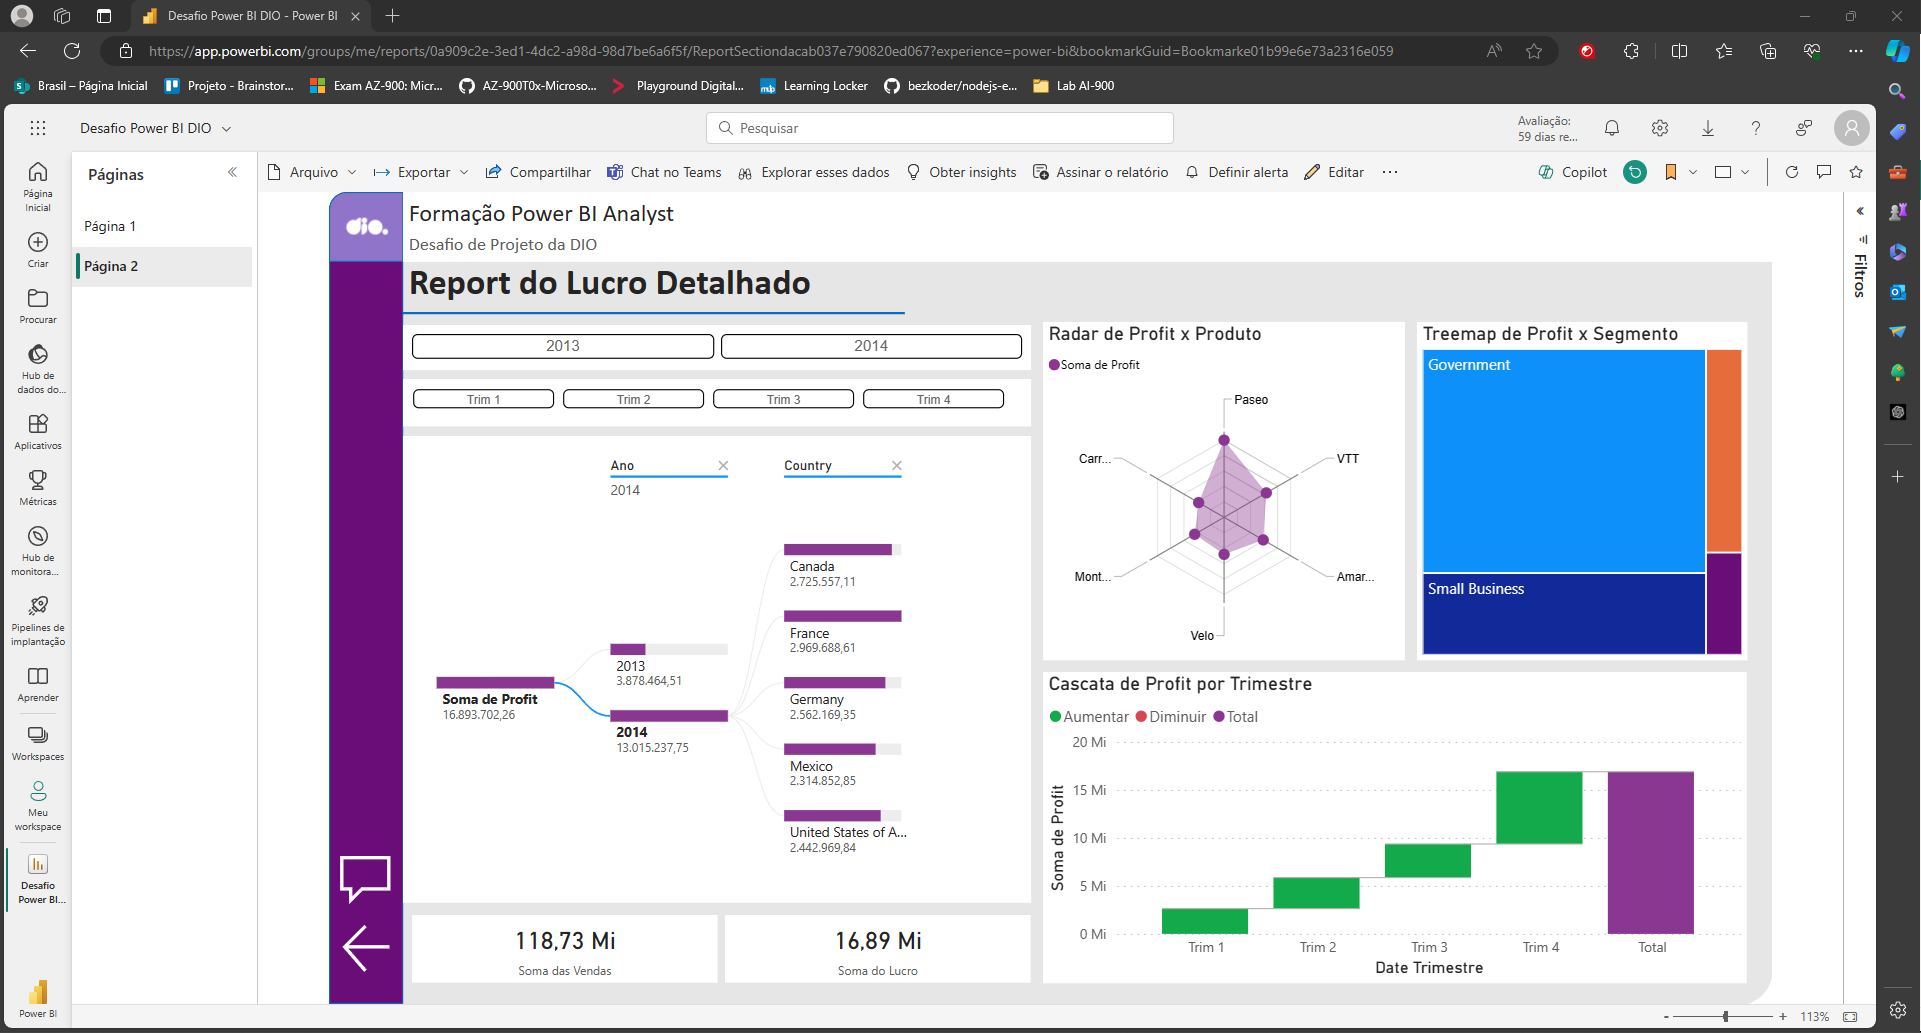 Desafio Power BI DIO - Power BI
https://app.powerbi.com/groups/me/reports/0a909c2e-3ed1-4dc2-a98d-98d7be6a6f5f/ReportSectiondacab037e790820ed067?experience=power-bi&bookmarkGuid=Bookmarke01b99e6e73a2316e059
Brasil – Página Inicial
Projeto - Brainstor...
Exam AZ-900: Micr...
AZ-900T0x-Microso...
Playground Digital...
Learning Locker
bezkoder/nodejs-e...
Lab AI-900
Desafio Power BI DIO
Pesquisar
Avaliação:
59 dias re...
Página
Inicial
Criar
Procurar
Hub de
dados do...
Aplicativos
Métricas
Hub de
monitora...
Pipelines de
implantação
Aprender
Workspaces
Meu
workspace
Desafio
Power BI...
Power BI
Páginas
Página 1
Página 2
Arquivo
Exportar
Compartilhar
Chat no Teams
Explorar esses dados
Obter insights
Assinar o relatório
Definir alerta
Editar
Copilot
Filtros
dio.
Formação Power BI Analyst
Desafio de Projeto da DIO
Report do Lucro Detalhado
2013
2014
Trim 1
Trim 2
Trim 3
Trim 4
Ano
2014
Country
Soma de Profit
16.893.702,26
2013
3.878.464,51
2014
13.015.237,75
Canada
2.725.557,11
France
2.969.688,61
Germany
2.562.169,35
Mexico
2.314.852,85
United States of A...
2.442.969,84
118,73 Mi
Soma das Vendas
16,89 Mi
Soma do Lucro
Radar de Profit x Produto
Soma de Profit
Paseo
VTT
Amar...
Velo
Mont...
Carr...
Treemap de Profit x Segmento
Government
Small Business
Cascata de Profit por Trimestre
Aumentar
Diminuir
Total
Soma de Profit
20 Mi
15 Mi
10 Mi
5 Mi
0 Mi
Trim 1
Trim 2
Trim 3
Trim 4
Total
Date Trimestre
- + 113%